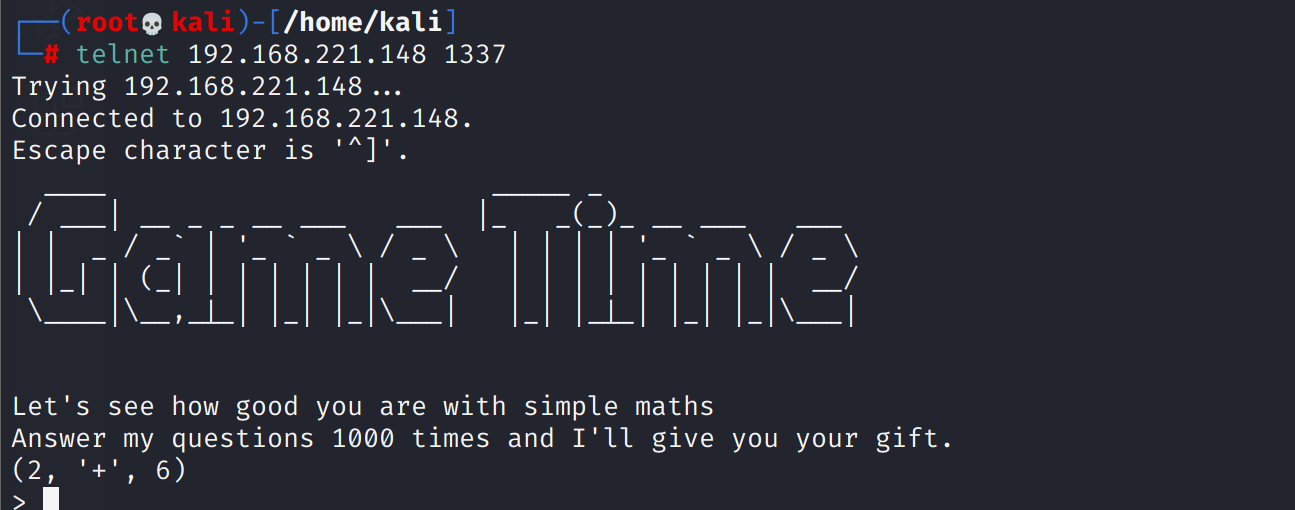 ┌──(root💀kali)-[/home/kali]
└─# telnet 192.168.221.148 1337
Trying 192.168.221.148...
Connected to 192.168.221.148.
Escape character is '^]'.
Game Time
Let's see how good you are with simple maths
Answer my questions 1000 times and I'll give you your gift.
(2, '+', 6)
>